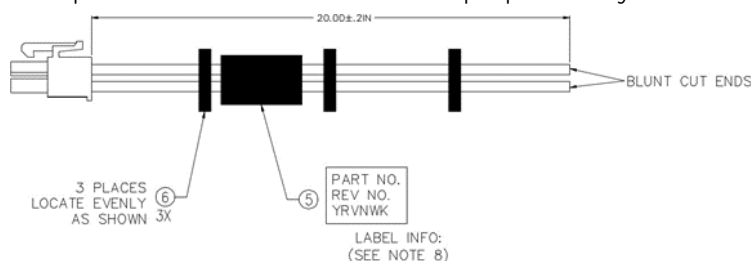 20.00±.2IN
BLUNT CUT ENDS
3 PLACES
LOCATE EVENLY
AS SHOWN
6
3X
5
PART NO.
REV NO.
YRVNWK
LABEL INFO:
(SEE NOTE 8)